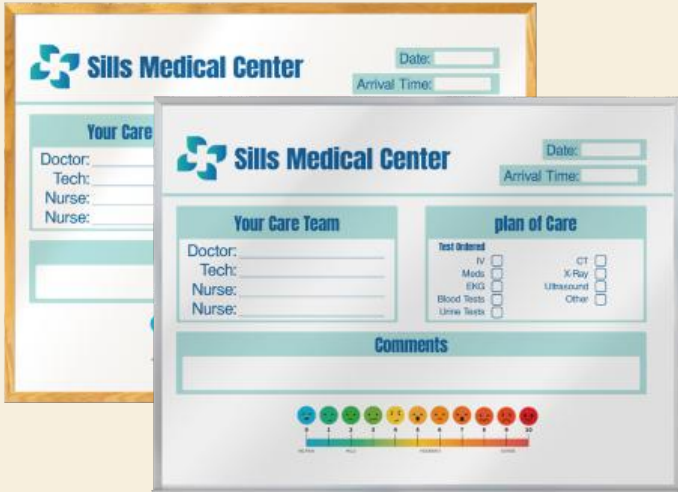 Sills Medical Center
Date:
Arrival Time:
Your Care
Doctor:
Tech:
Nurse:
Nurse:
Sills Medical Center
Date:
Arrival Time:
Your Care Team
Doctor:
Tech:
Nurse:
Nurse:
plan of Care
Test Ordered
IV
Meds
EKG
Blood Tests
Urine Tests
CT
X-Ray
Ultrasound
Other
Comments
0 1 2 3 4 5 6 7 8 9 10